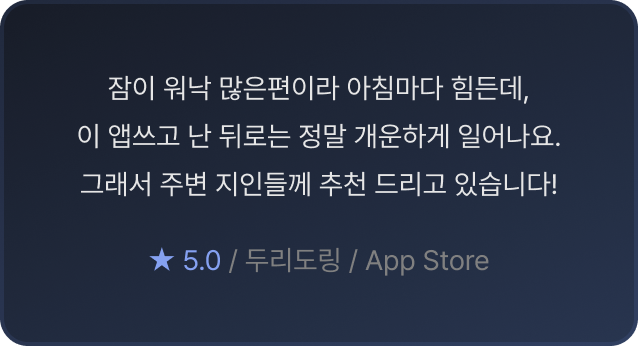 잠이 워낙 많은편이라 아침마다 힘든데,
이 앱쓰고 난 뒤로는 정말 개운하게 일어나요.
그래서 주변 지인들께 추천 드리고 있습니다!
★ 5.0 / 두리도링 / App Store